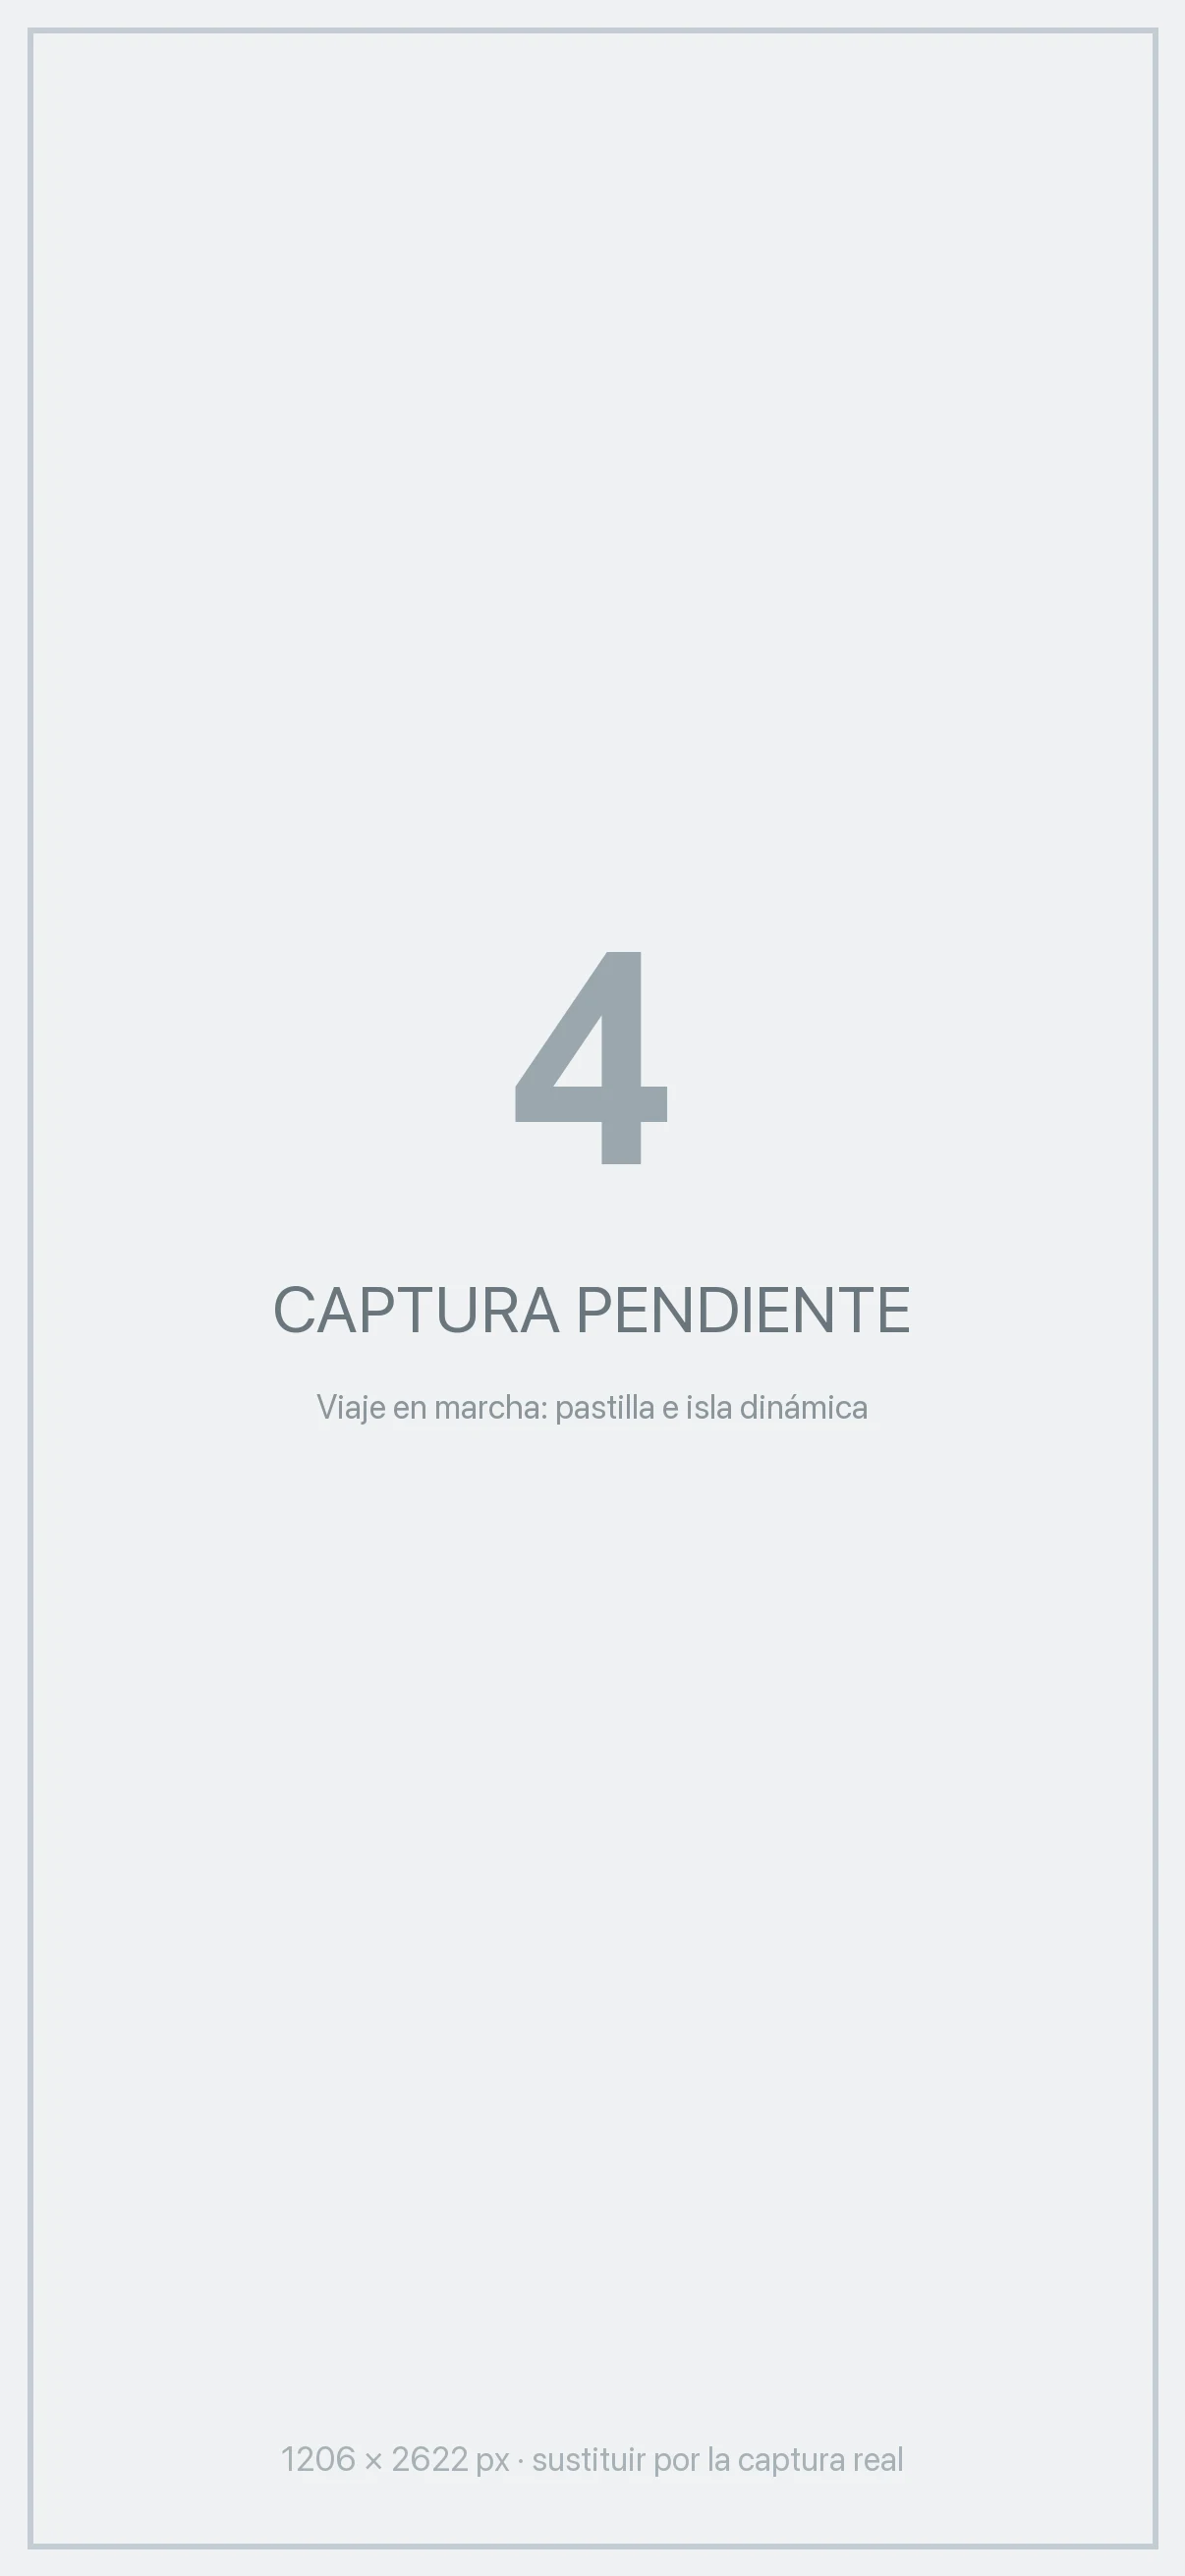 4
CAPTURA PENDIENTE
Viaje en marcha: pastilla e isla dinámica
1206 × 2622 px · sustituir por la captura real